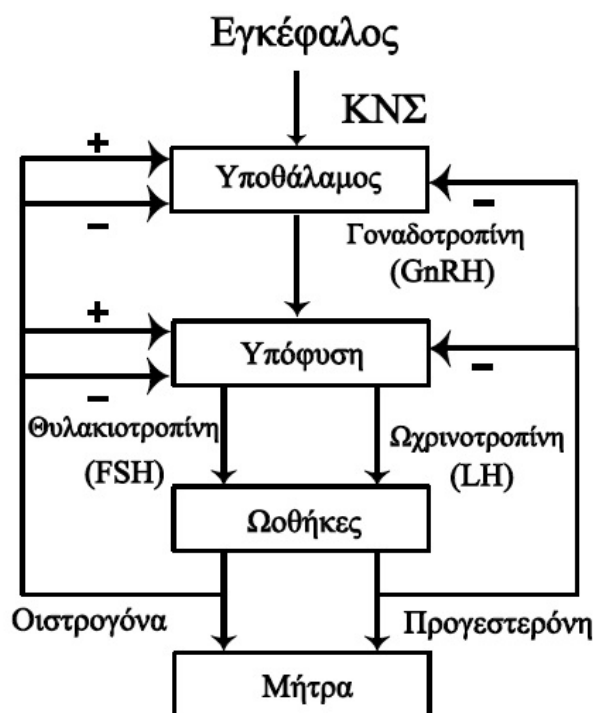 Εγκέφαλος
ΚΝΣ
+
Υποθάλαμος
-
-
Γοναδοτροπίνη
(GnRH)
+
Υπόφυση
-
-
Θυλακιοτροπίνη
(FSH)
Ωχρινοτροπίνη
(LH)
Ωοθήκες
Οιστρογόνα
Προγεστερόνη
Μήτρα